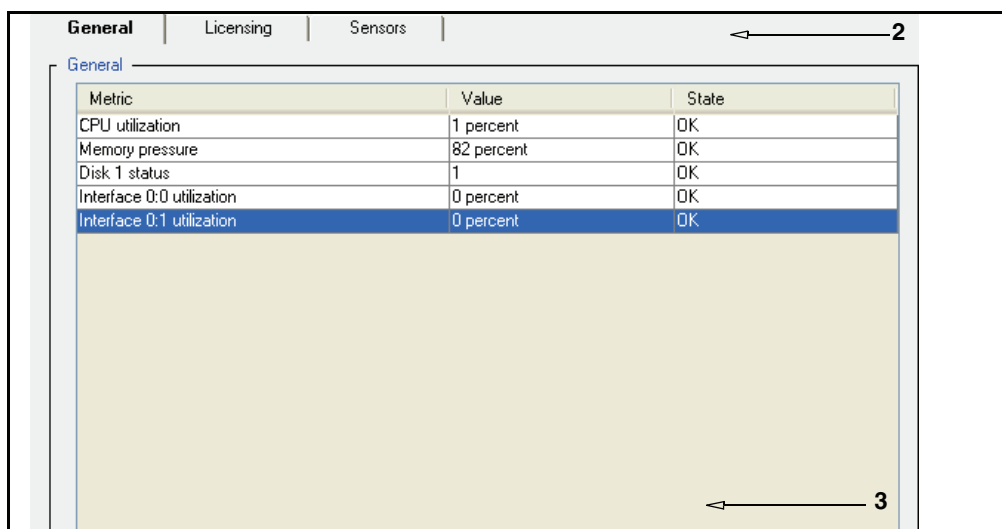 General Licensing Sensors 2
General
Metric Value State
CPU utilization 1 percent OK
Memory pressure 82 percent OK
Disk 1 status 1 OK
Interface 0:0 utilization 0 percent OK
Interface 0:1 utilization 0 percent OK
3